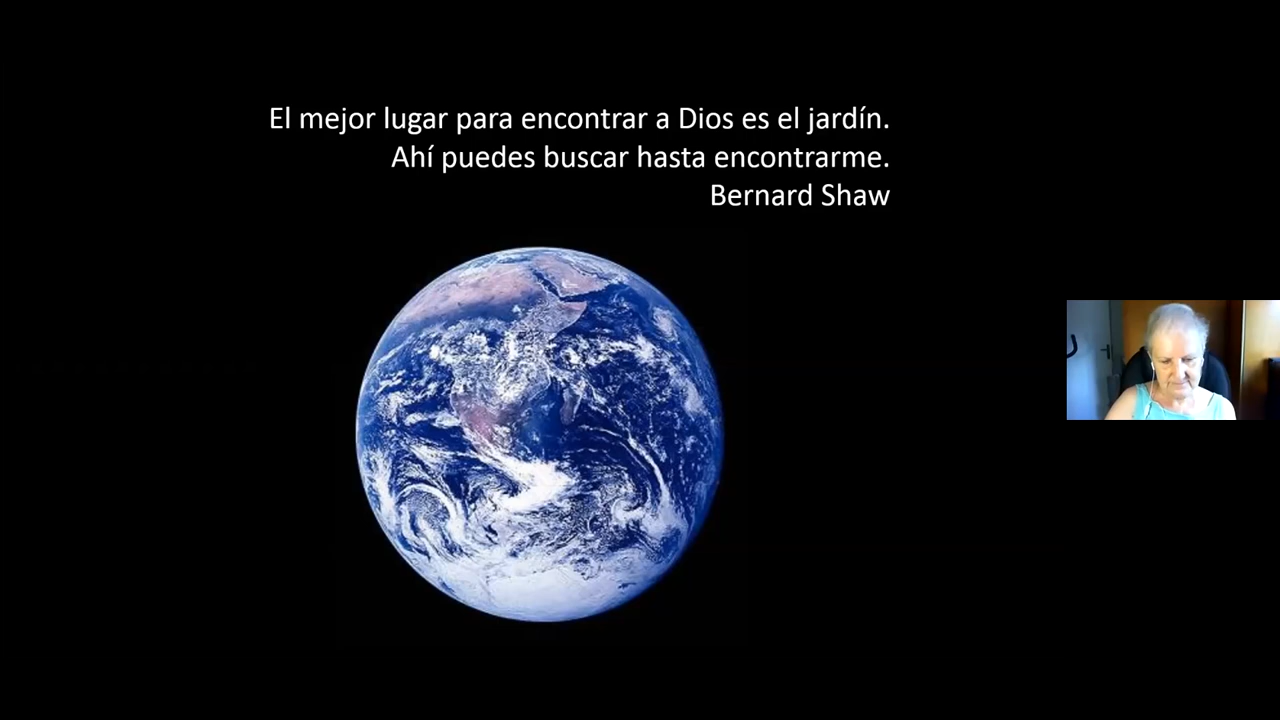 El mejor lugar para encontrar a Dios es el jardín.
Ahí puedes buscar hasta encontrarme.
Bernard Shaw